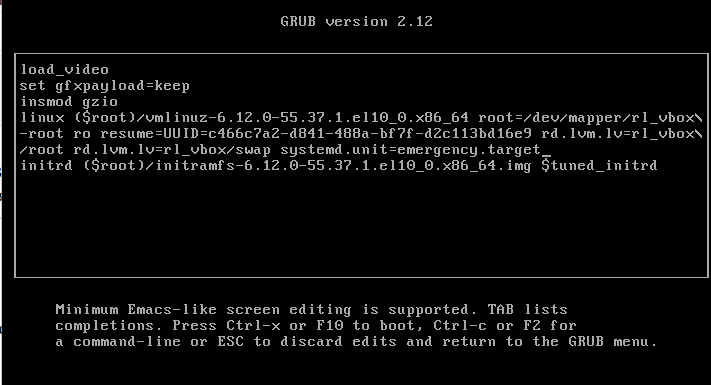 GRUB version 2.12
load_video
set gfxpayload=keep
insmod gzio
linux ($root)/vmlinuz-6.12.0-55.37.1.el10_0.x86_64 root=/dev/mapper/rl_vbox\
-root ro resume=UUID=c466c7a2-d841-488a-bf7f-d2c113bd16e9 rd.lvm.lv=rl_vbox\
/root rd.lvm.lv=rl_vbox/swap systemd.unit=emergency.target_
initrd ($root)/initramfs-6.12.0-55.37.1.el10_0.x86_64.img $tuned_initrd
Minimum Emacs-like screen editing is supported. TAB lists
completions. Press Ctrl-x or F10 to boot, Ctrl-c or F2 for
a command-line or ESC to discard edits and return to the GRUB menu.